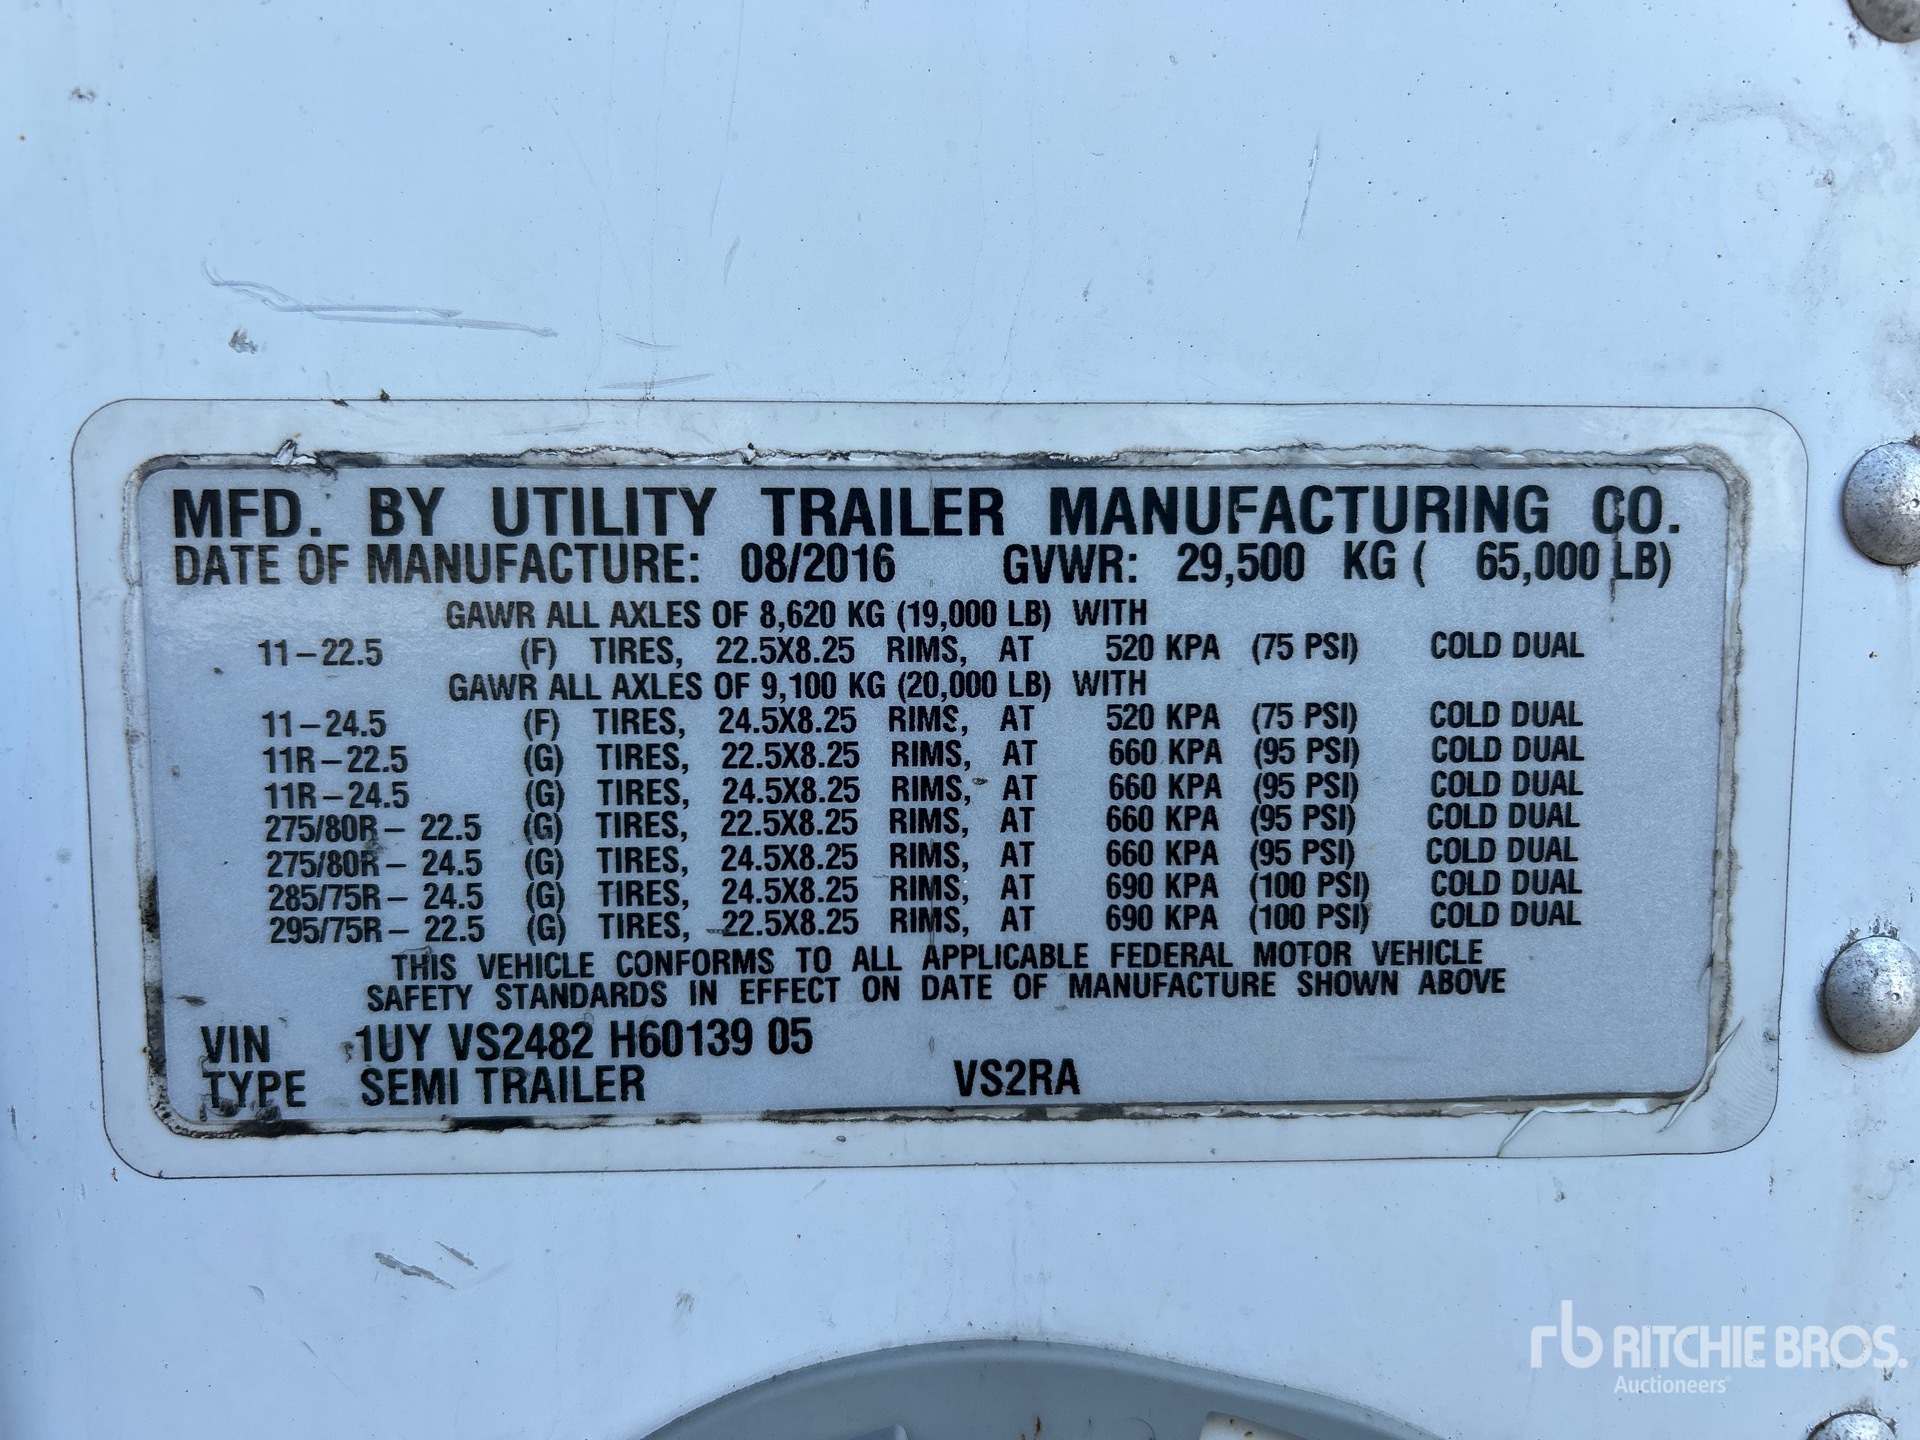 MFD. BY UTILITY TRAILER MANUFACTURING CO.
DATE OF MANUFACTURE: 08/2016 GVWR: 29,500 KG ( 65,000 LB)
GAWR ALL AXLES OF 8,620 KG (19,000 LB) WITH
11-22.5 (F) TIRES, 22.5X8.25 RIMS, AT 520 KPA (75 PSI) COLD DUAL
GAWR ALL AXLES OF 9,100 KG (20,000 LB) WITH
11-24.5 (F) TIRES, 24.5X8.25 RIMS, AT 520 KPA (75 PSI) COLD DUAL
11R-22.5 (G) TIRES, 22.5X8.25 RIMS, AT 660 KPA (95 PSI) COLD DUAL
11R-24.5 (G) TIRES, 24.5X8.25 RIMS, AT 660 KPA (95 PSI) COLD DUAL
275/80R-22.5 (G) TIRES, 22.5X8.25 RIMS, AT 660 KPA (95 PSI) COLD DUAL
275/80R-24.5 (G) TIRES, 24.5X8.25 RIMS, AT 660 KPA (95 PSI) COLD DUAL
285/75R-24.5 (G) TIRES, 24.5X8.25 RIMS, AT 690 KPA (100 PSI) COLD DUAL
295/75R-22.5 (G) TIRES, 22.5X8.25 RIMS, AT 690 KPA (100 PSI) COLD DUAL
THIS VEHICLE CONFORMS TO ALL APPLICABLE FEDERAL MOTOR VEHICLE
SAFETY STANDARDS IN EFFECT ON DATE OF MANUFACTURE SHOWN ABOVE
VIN 1UY VS2482 H60139 05
TYPE SEMI TRAILER VS2RA
rb RITCHIE BROS.
Auctioneers